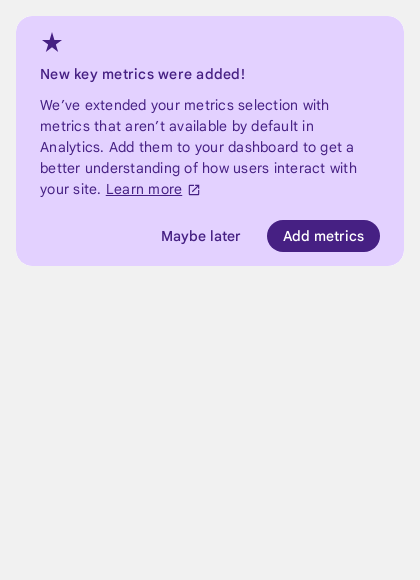 New key metrics were added!
We’ve extended your metrics selection with
metrics that aren’t available by default in
Analytics. Add them to your dashboard to get a
better understanding of how users interact with
your site. Learn more
Maybe later
Add metrics